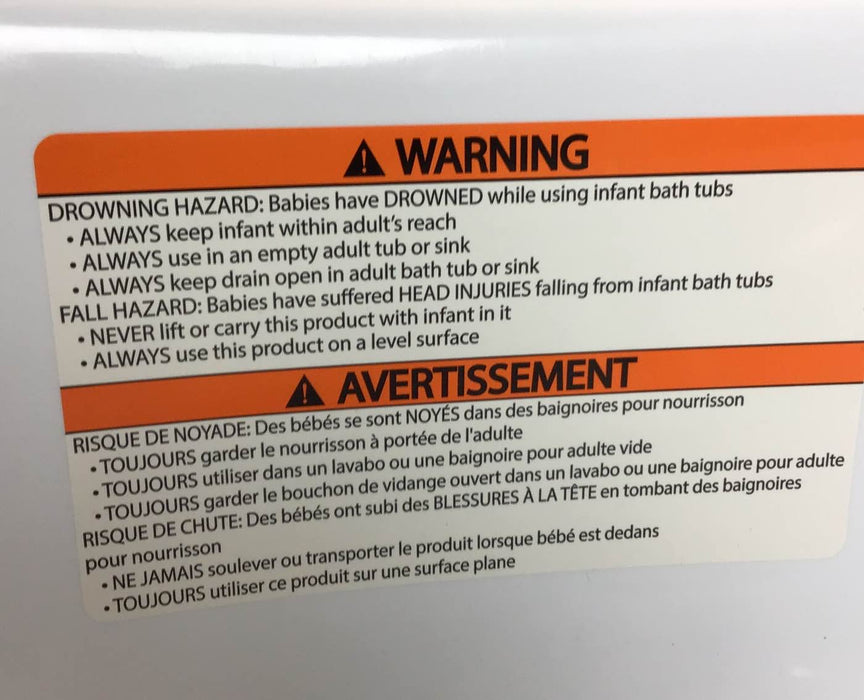 ⚠ WARNING
DROWNING HAZARD: Babies have DROWNED while using infant bath tubs
• ALWAYS keep infant within adult's reach
• ALWAYS use in an empty adult tub or sink
• ALWAYS keep drain open in adult bath tub or sink
FALL HAZARD: Babies have suffered HEAD INJURIES falling from infant bath tubs
• NEVER lift or carry this product with infant in it
• ALWAYS use this product on a level surface
⚠ AVERTISSEMENT
RISQUE DE NOYADE: Des bébés se sont NOYÉS dans des baignoires pour nourrisson
• TOUJOURS garder le nourrisson à portée de l'adulte
• TOUJOURS utiliser dans un lavabo ou une baignoire pour adulte vide
• TOUJOURS garder le bouchon de vidange ouvert dans un lavabo ou une baignoire pour adulte
RISQUE DE CHUTE: Des bébés ont subi des BLESSURES À LA TÊTE en tombant des baignoires
pour nourrisson
• NE JAMAIS soulever ou transporter le produit lorsque bébé est dedans
• TOUJOURS utiliser ce produit sur une surface plane